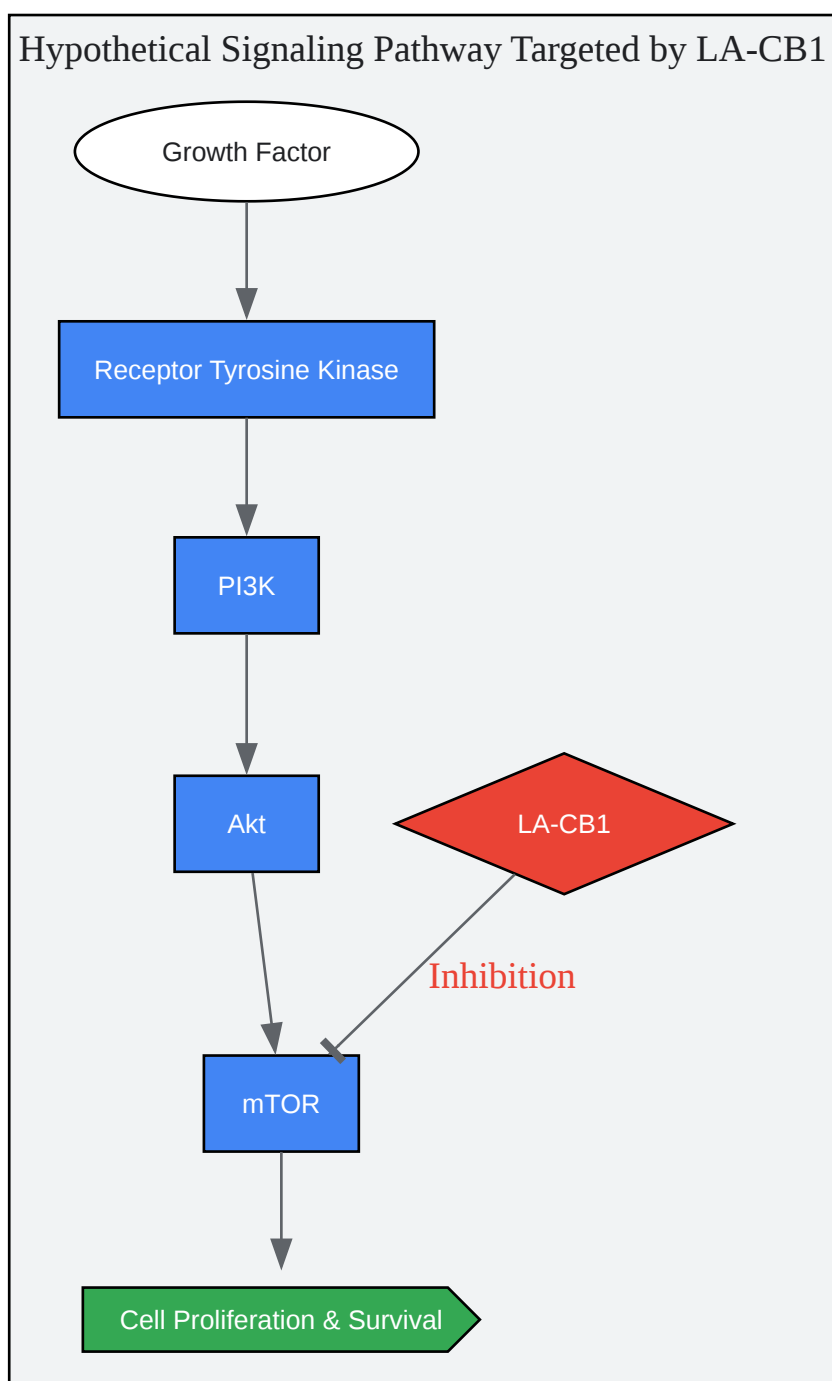 Hypothetical Signaling Pathway Targeted by LA-CB1
Growth Factor
Receptor Tyrosine Kinase
PI3K
Akt
LA-CB1
Inhibition
mTOR
Cell Proliferation & Survival